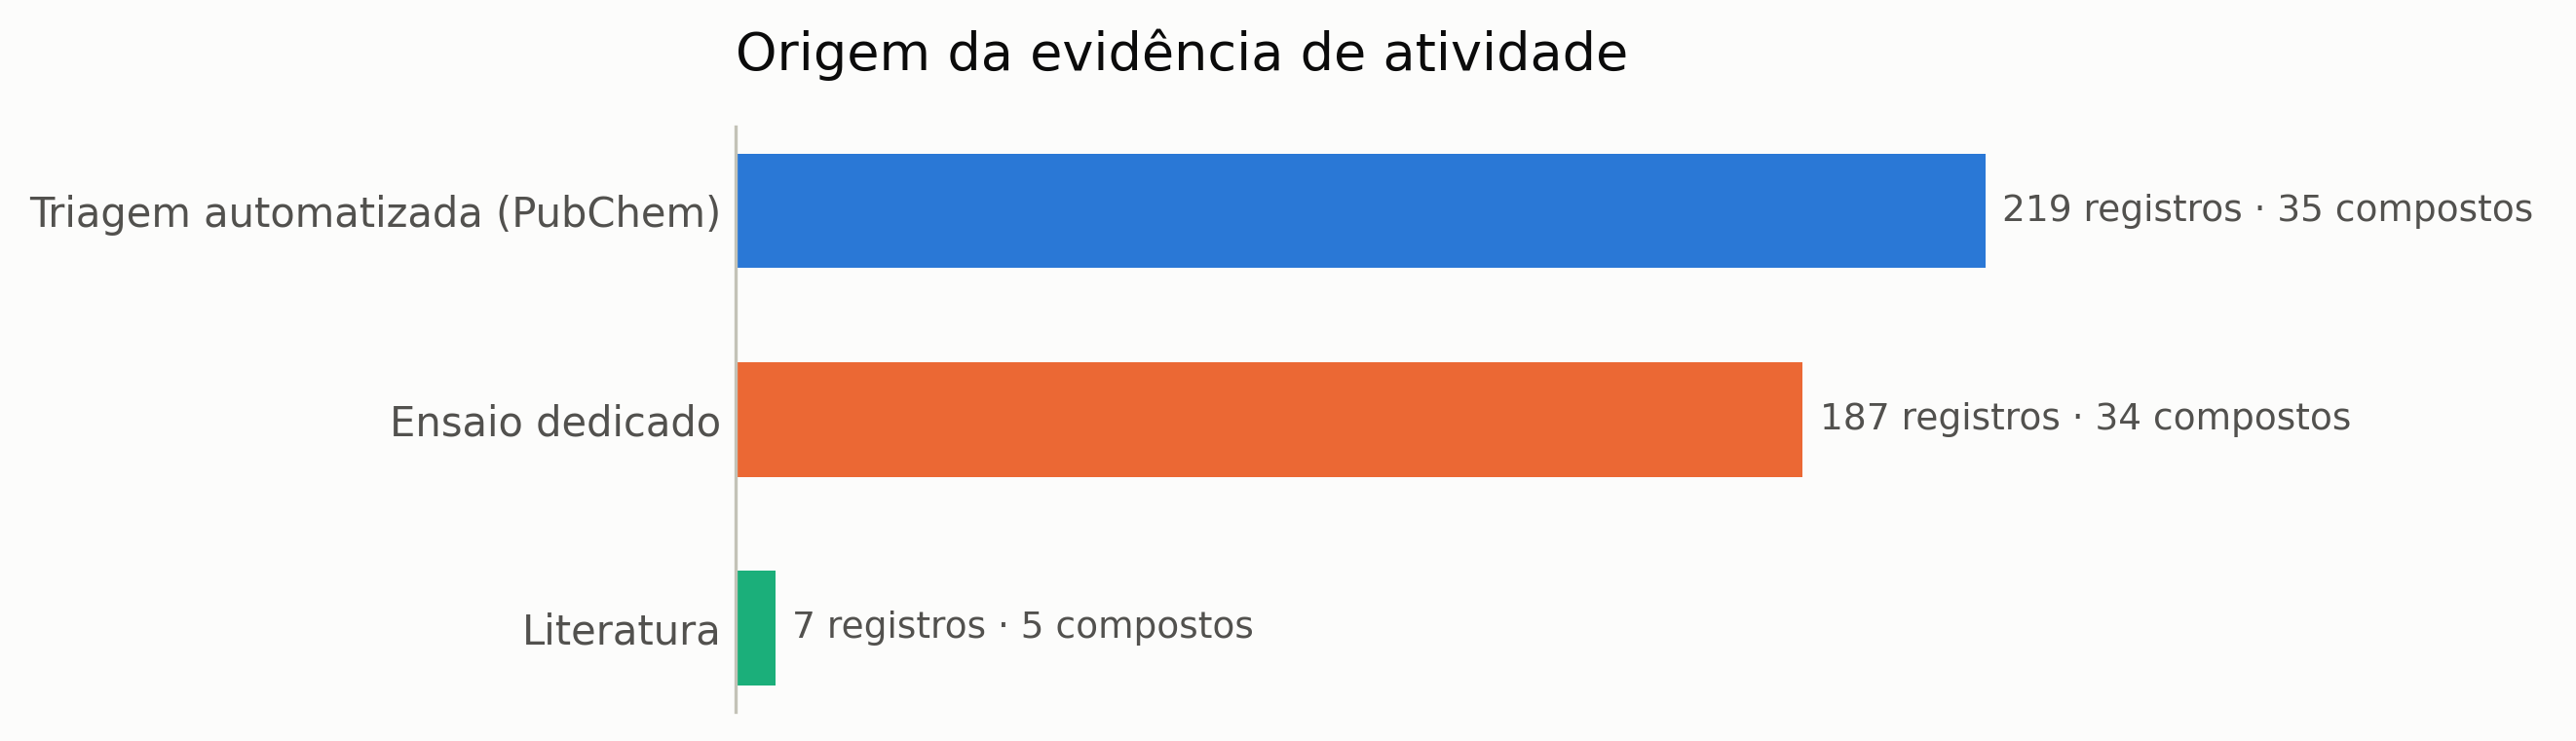 Origem da evidência de atividade
Triagem automatizada (PubChem)
219 registros · 35 compostos
Ensaio dedicado
187 registros · 34 compostos
Literatura
7 registros · 5 compostos